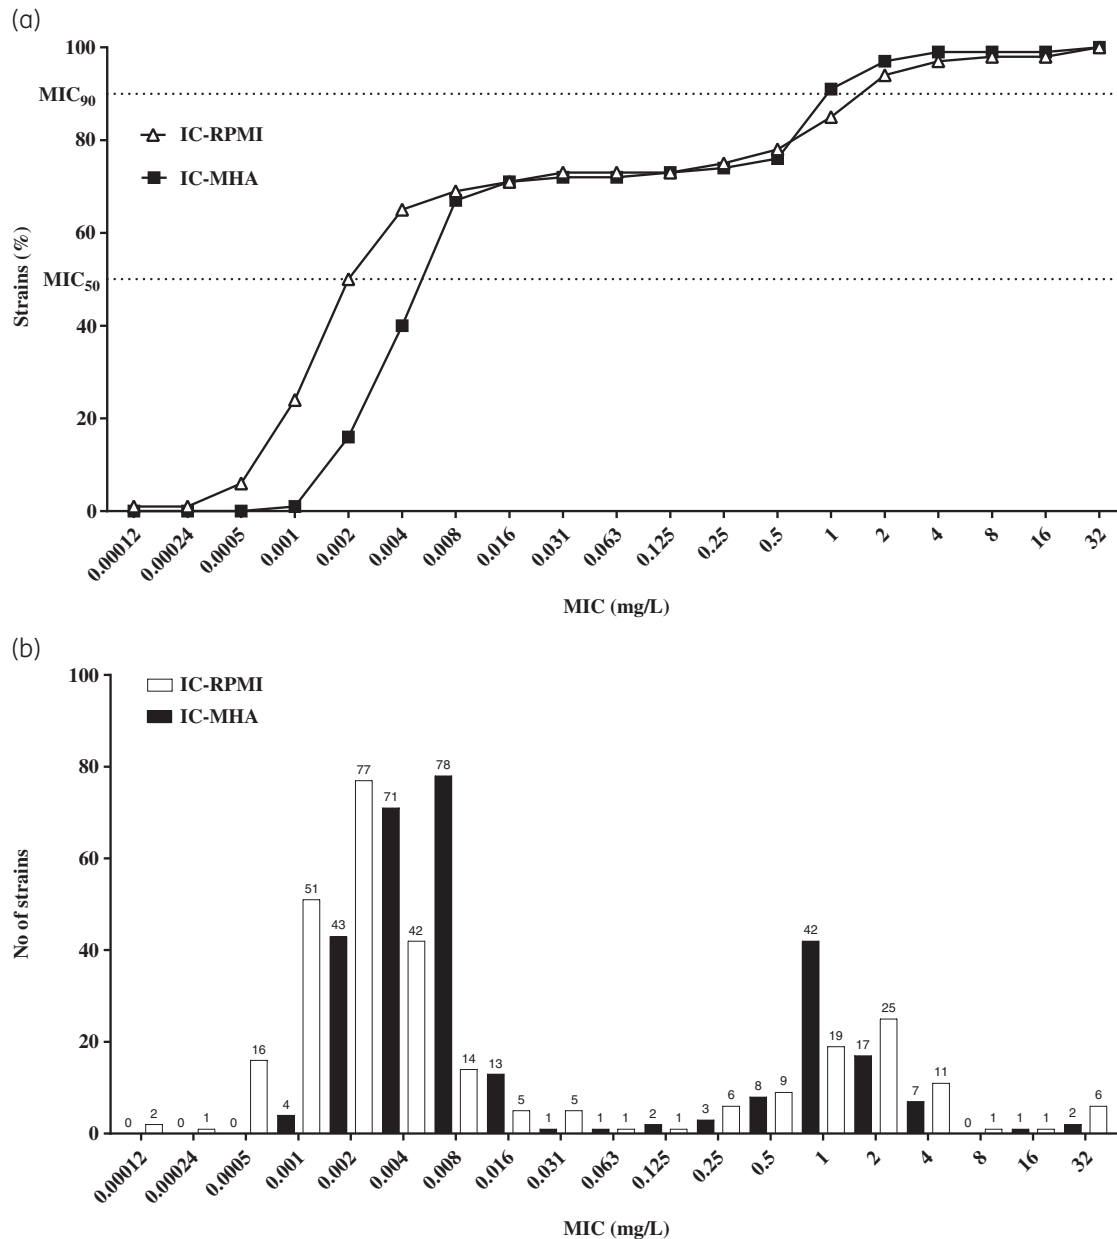 (a)
100
MIC90
80
IC-RPMI
IC-MHA
60
MIC50
40
20
0
Strains (%)
0.00012 0.00024 0.0005 0.001 0.002 0.004 0.008 0.016 0.031 0.063 0.125 0.25 0.5 1 2 4 8 16 32
MIC (mg/L)
(b)
100
IC-RPMI
IC-MHA
80
60
40
20
0
No of strains
0 2 0 1 0 16 4 51 43 77 71 42 78 14 13 5 1 5 1 1 2 1 3 6 8 9 42 19 17 25 7 11 0 1 1 1 2 6
0.00012 0.00024 0.0005 0.001 0.002 0.004 0.008 0.016 0.031 0.063 0.125 0.25 0.5 1 2 4 8 16 32
MIC (mg/L)